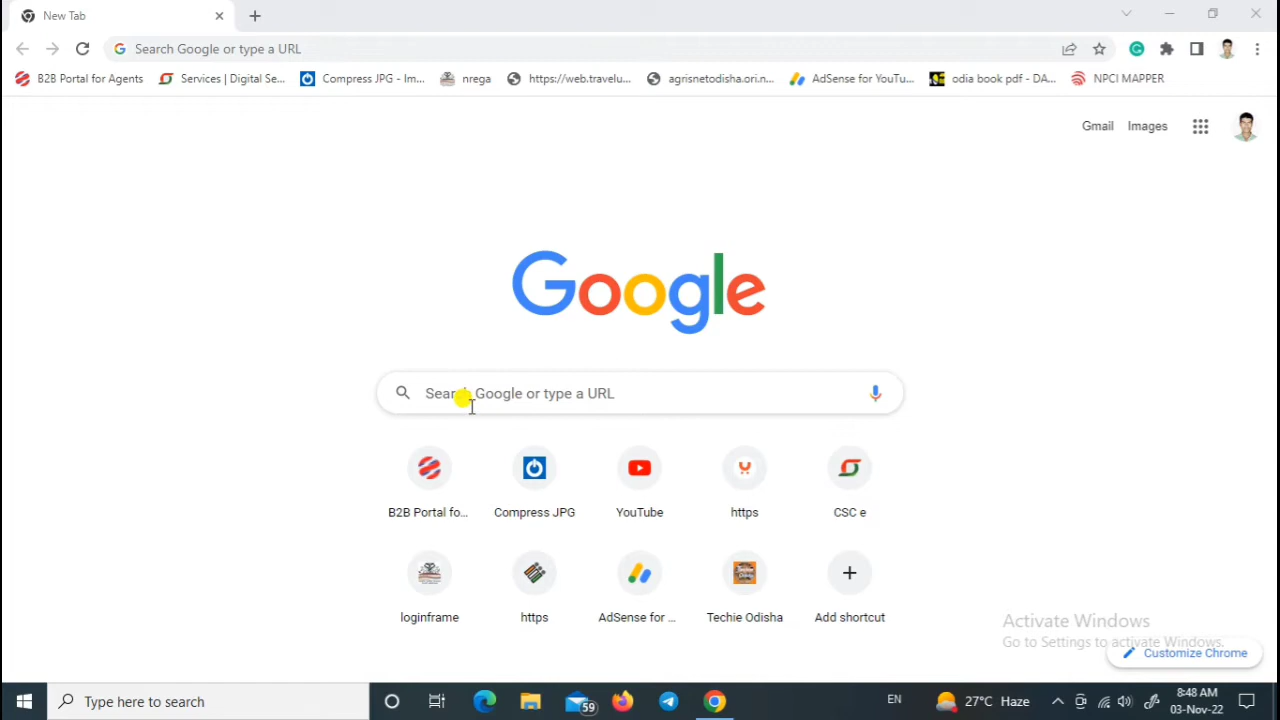 New Tab
Search Google or type a URL
B2B Portal for Agents
Services | Digital Se...
Compress JPG - Im...
nrega
https://web.travelu...
agrisnetodisha.ori.n...
AdSense for YouTu...
odia book pdf - DA...
NPCI MAPPER
Gmail
Images
Google
Search Google or type a URL
B2B Portal fo...
Compress JPG
YouTube
https
CSC e
loginframe
https
AdSense for ...
Techie Odisha
Add shortcut
Activate Windows
Go to Settings to activate Windows.
Customize Chrome
Type here to search
59
27°C Haze
EN
8:48 AM
03-Nov-22